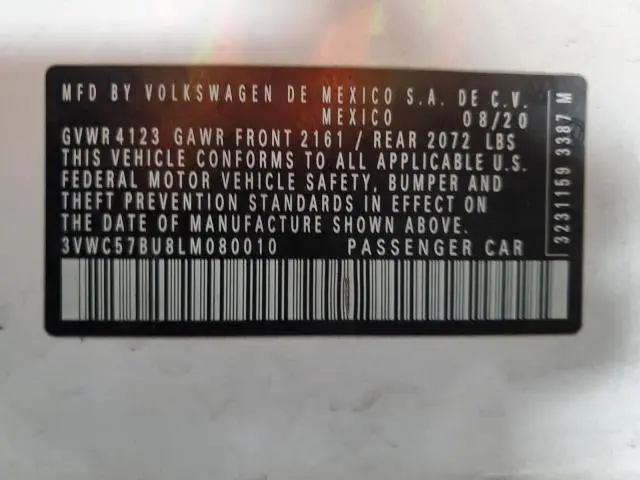 MFD BY VOLKSWAGEN DE MEXICO S.A. DE C.V.
MEXICO 08/20
GVWR 4123 GAWR FRONT 2161 / REAR 2072 LBS
THIS VEHICLE CONFORMS TO ALL APPLICABLE U.S.
FEDERAL MOTOR VEHICLE SAFETY, BUMPER AND
THEFT PREVENTION STANDARDS IN EFFECT ON
THE DATE OF MANUFACTURE SHOWN ABOVE.
3VWC57BU8LM080010 PASSENGER CAR
3231159 3387 M